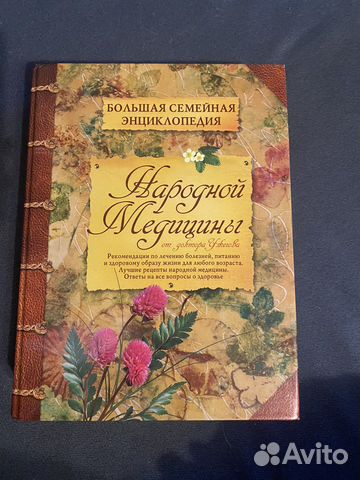 БОЛЬШАЯ СЕМЕЙНАЯ
ЭНЦИКЛОПЕДИЯ
Народной
Медицины
от доктора Ужегова
Рекомендации по лечению болезней, питанию
и здоровому образу жизни для любого возраста.
Лучшие рецепты народной медицины.
Ответы на все вопросы о здоровье
Avito